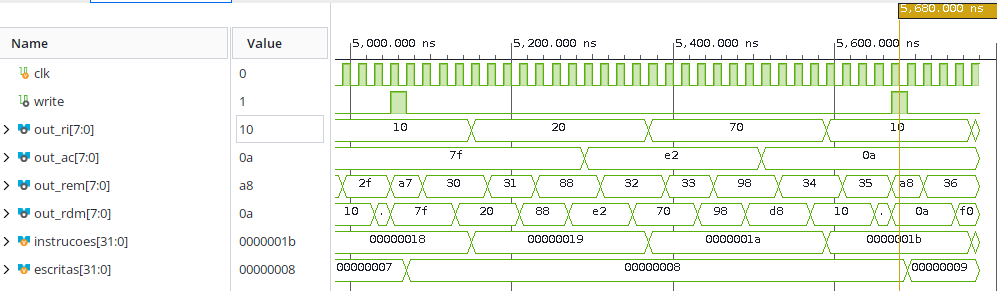 5,680.000 ns
Name Value 5,000.000 ns 5,200.000 ns 5,400.000 ns 5,600.000 ns
clk 0
write 1
out_ri[7:0] 10 10 20 70 10
out_ac[7:0] 0a 7f e2 0a
out_rem[7:0] a8 2f a7 30 31 88 32 33 98 34 35 a8 36
out_rdm[7:0] 0a 10 . 7f 20 88 e2 70 98 d8 10 . 0a f0
instrucoes[31:0] 0000001b 00000018 00000019 0000001a 0000001b
escritas[31:0] 00000008 00000007 00000008 00000009